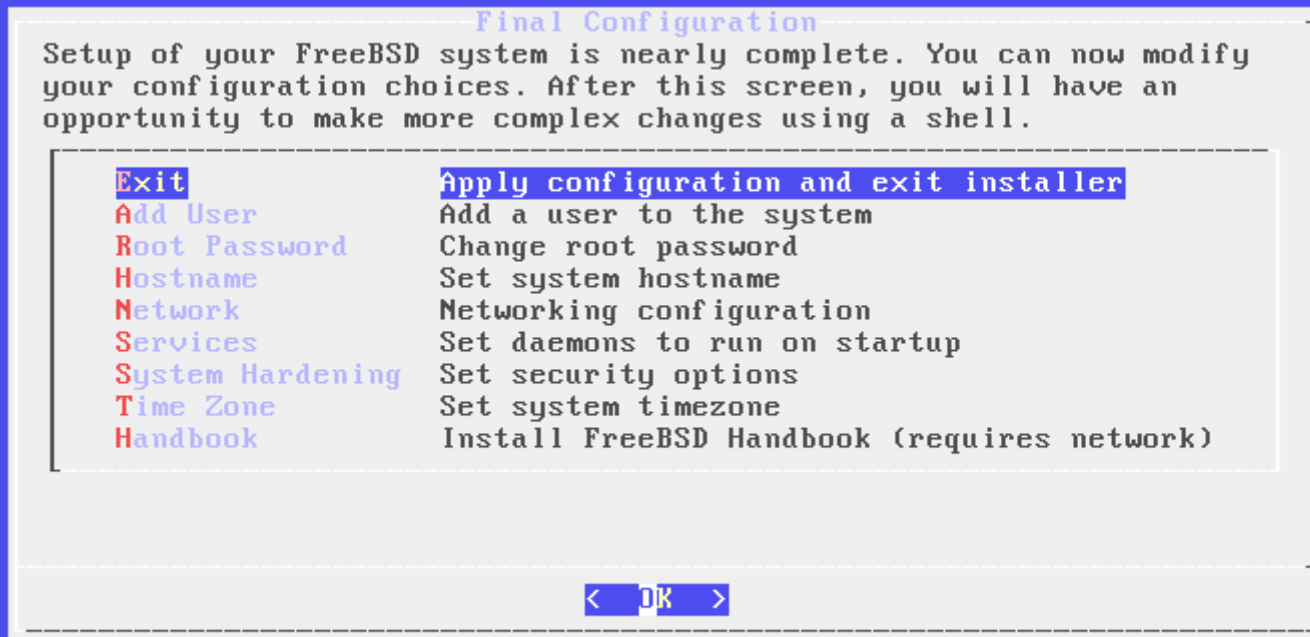 Final Configuration
Setup of your FreeBSD system is nearly complete. You can now modify
your configuration choices. After this screen, you will have an
opportunity to make more complex changes using a shell.
Exit Apply configuration and exit installer
Add User Add a user to the system
Root Password Change root password
Hostname Set system hostname
Network Networking configuration
Services Set daemons to run on startup
System Hardening Set security options
Time Zone Set system timezone
Handbook Install FreeBSD Handbook (requires network)
< OK >